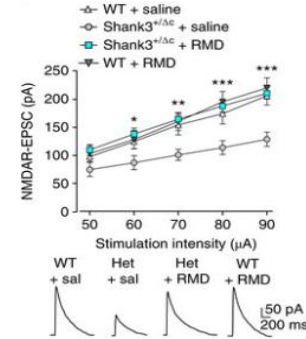 WT + saline
Shank3+/Δc + saline
Shank3+/Δc + RMD
WT + RMD
NMDAR-EPSC (pA)
250
200
150
100
50
0
* ** *** ***
50 60 70 80 90
Stimulation intensity (μA)
WT Het Het WT
+ sal + sal + RMD + RMD
50 pA
200 ms